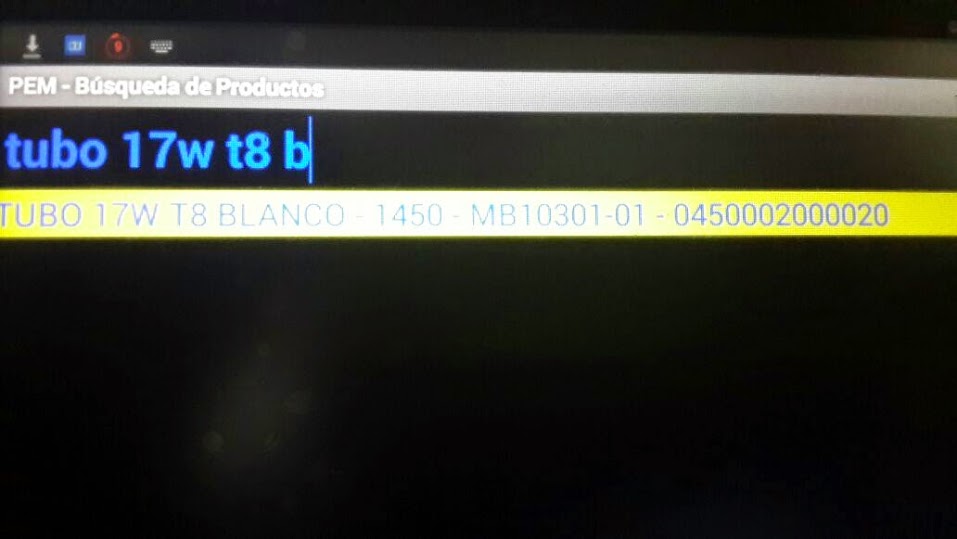 PEM - Búsqueda de Productos
tubo 17w t8 b
TUBO 17W T8 BLANCO - 1450 - MB10301-01 - 0450002000020